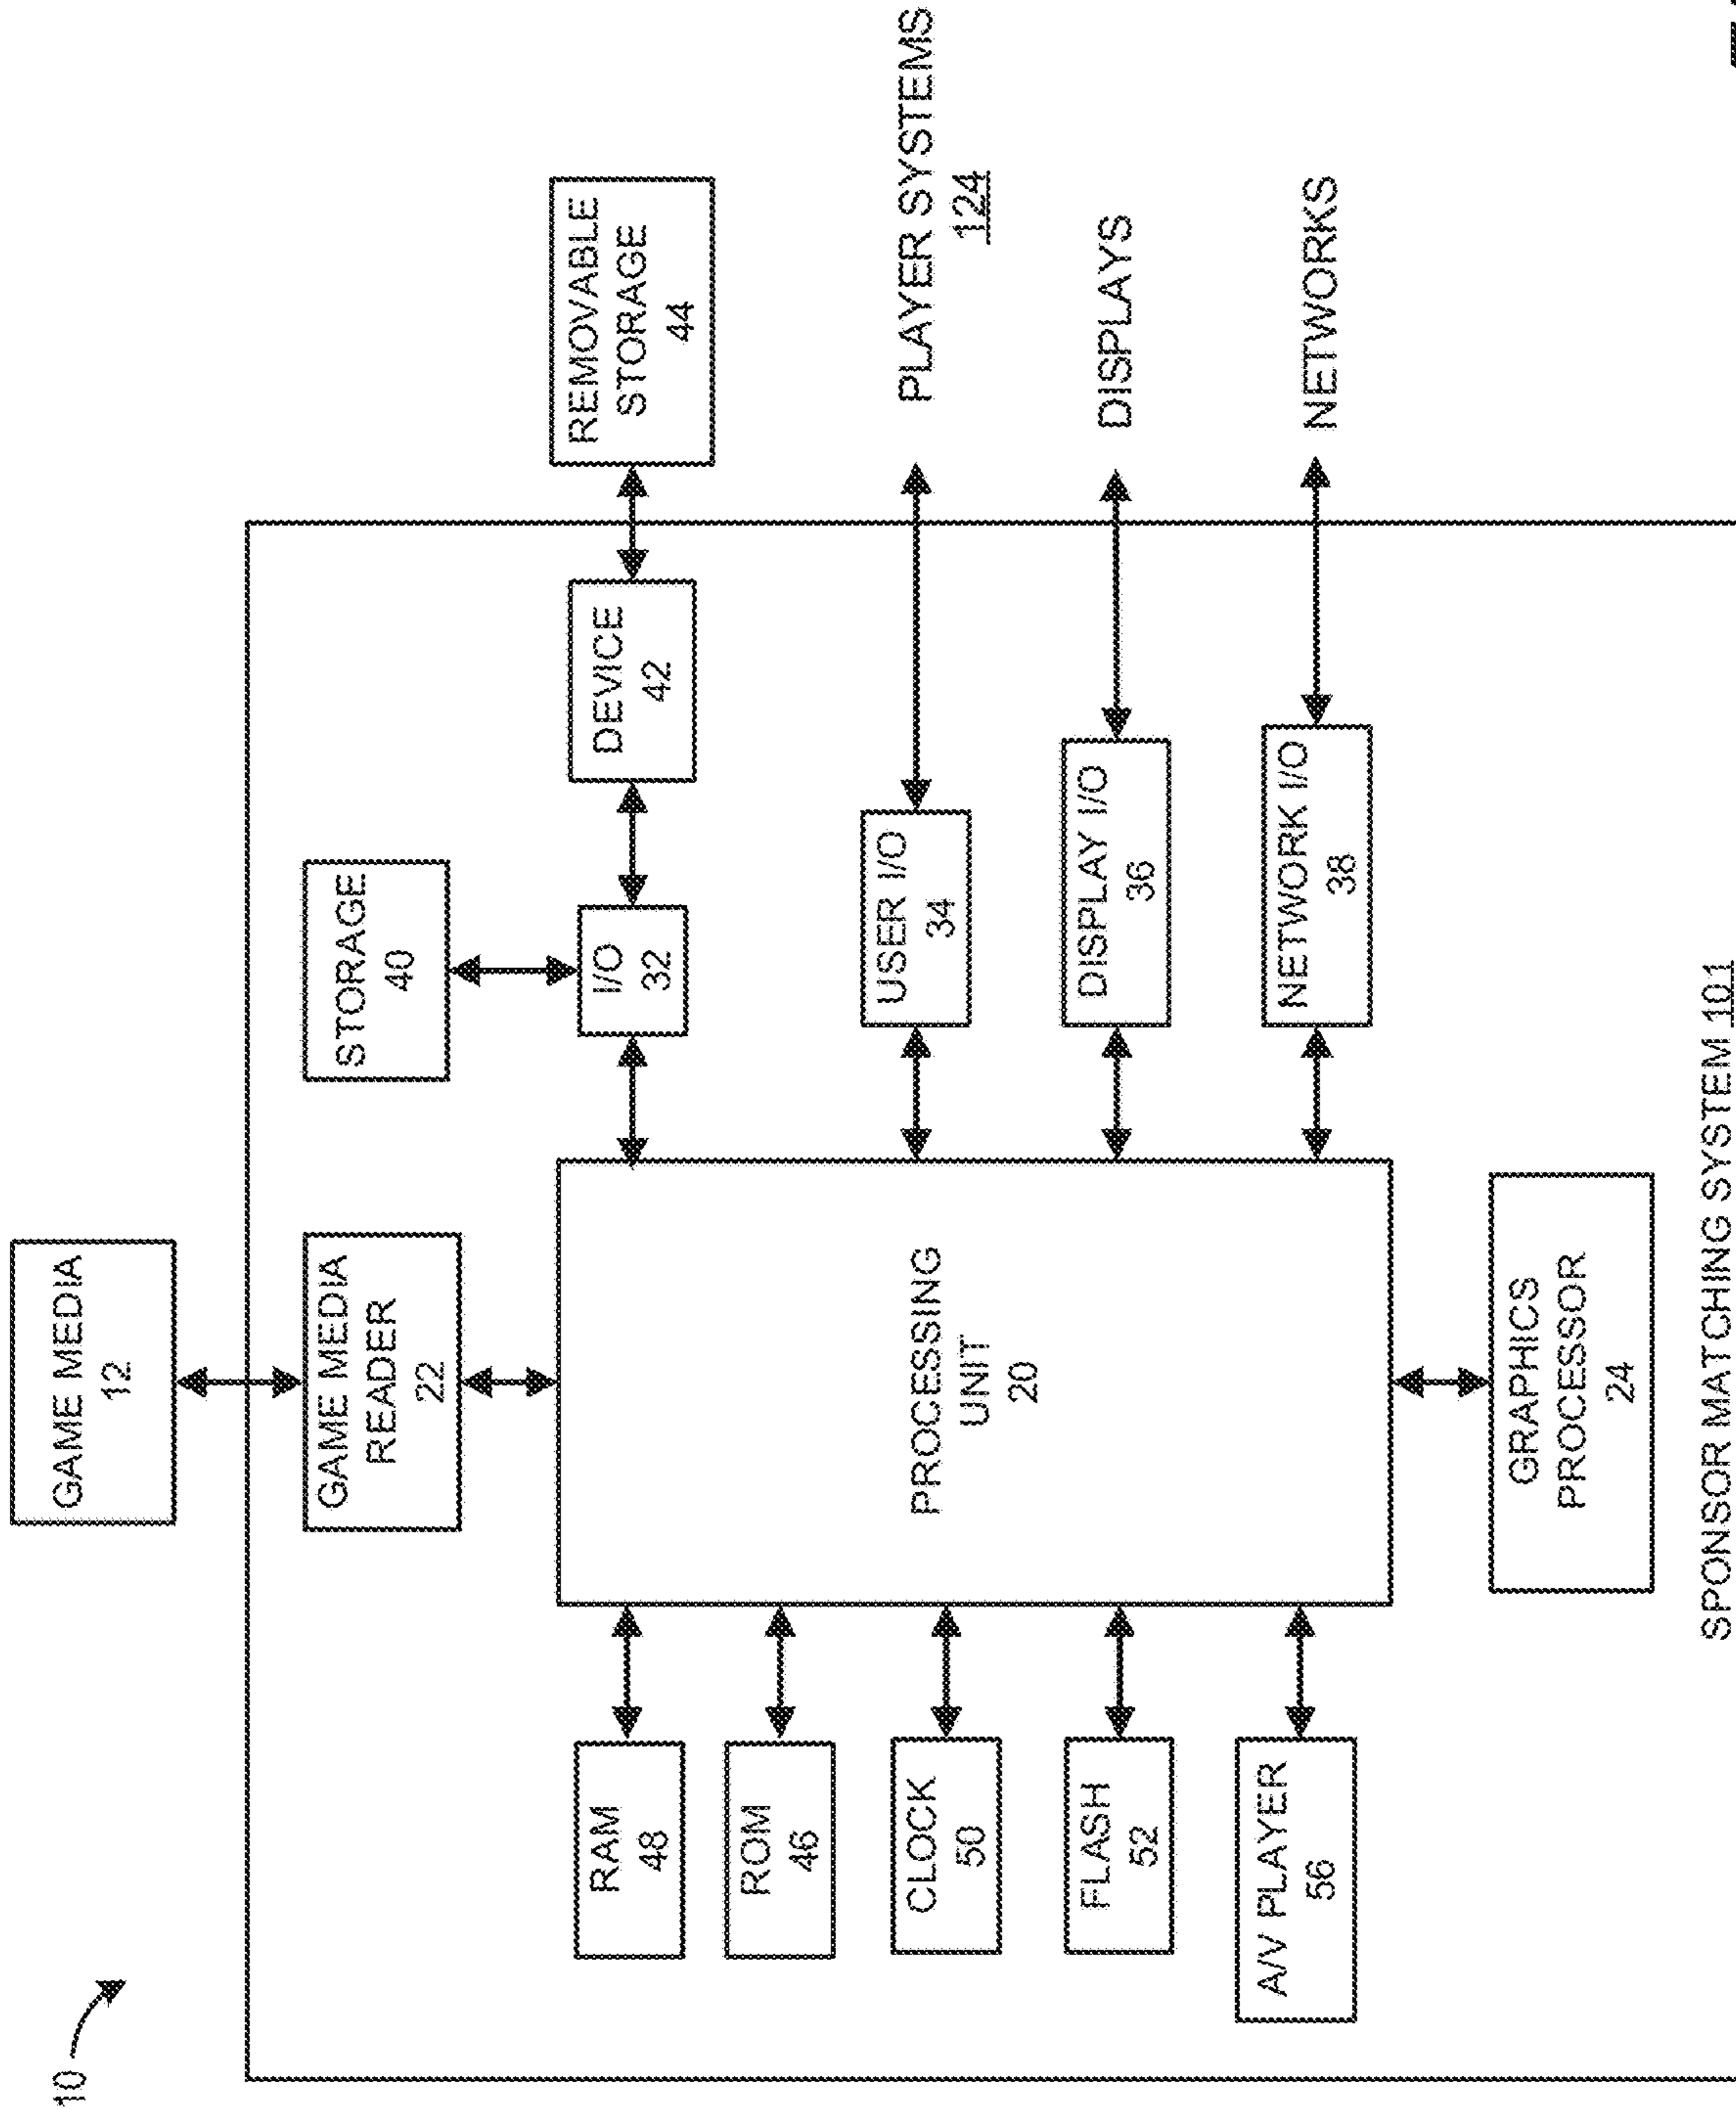 10
GAME MEDIA
12
GAME MEDIA
READER
22
STORAGE
40
RAM
48
ROM
46
CLOCK
50
FLASH
52
A/V PLAYER
56
PROCESSING
UNIT
20
I/O
32
DEVICE
42
REMOVABLE
STORAGE
44
USER I/O
34
PLAYER SYSTEMS
124
DISPLAY I/O
36
DISPLAYS
NETWORK I/O
38
NETWORKS
GRAPHICS
PROCESSOR
24
SPONSOR MATCHING SYSTEM 101